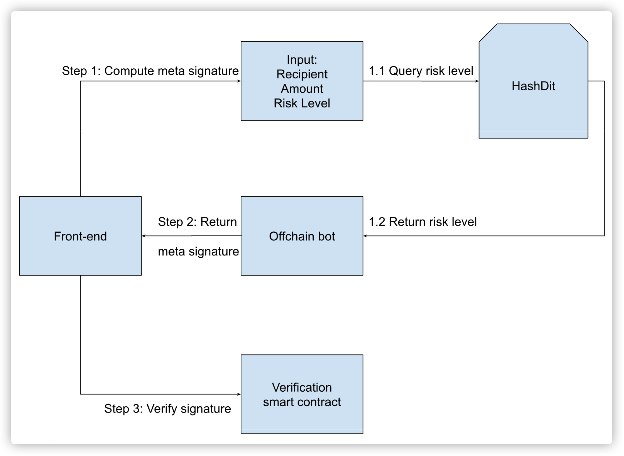 Step 1: Compute meta signature
Input:
Recipient
Amount
Risk Level
1.1 Query risk level
HashDit
Front-end
Step 2: Return
meta signature
Offchain bot
1.2 Return risk level
Step 3: Verify signature
Verification
smart contract